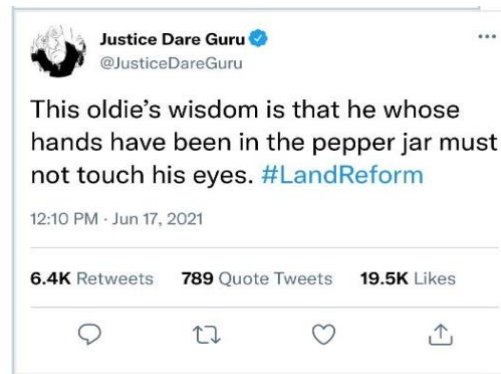 Justice Dare Guru
@JusticeDareGuru
This oldie's wisdom is that he whose
hands have been in the pepper jar must
not touch his eyes. #LandReform
12:10 PM · Jun 17, 2021
6.4K Retweets 789 Quote Tweets 19.5K Likes